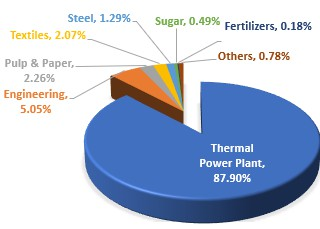 Steel, 1.29%
Sugar, 0.49%
Fertilizers, 0.18%
Textiles, 2.07%
Others, 0.78%
Pulp & Paper,
2.26%
Engineering,
5.05%
Thermal
Power Plant,
87.90%